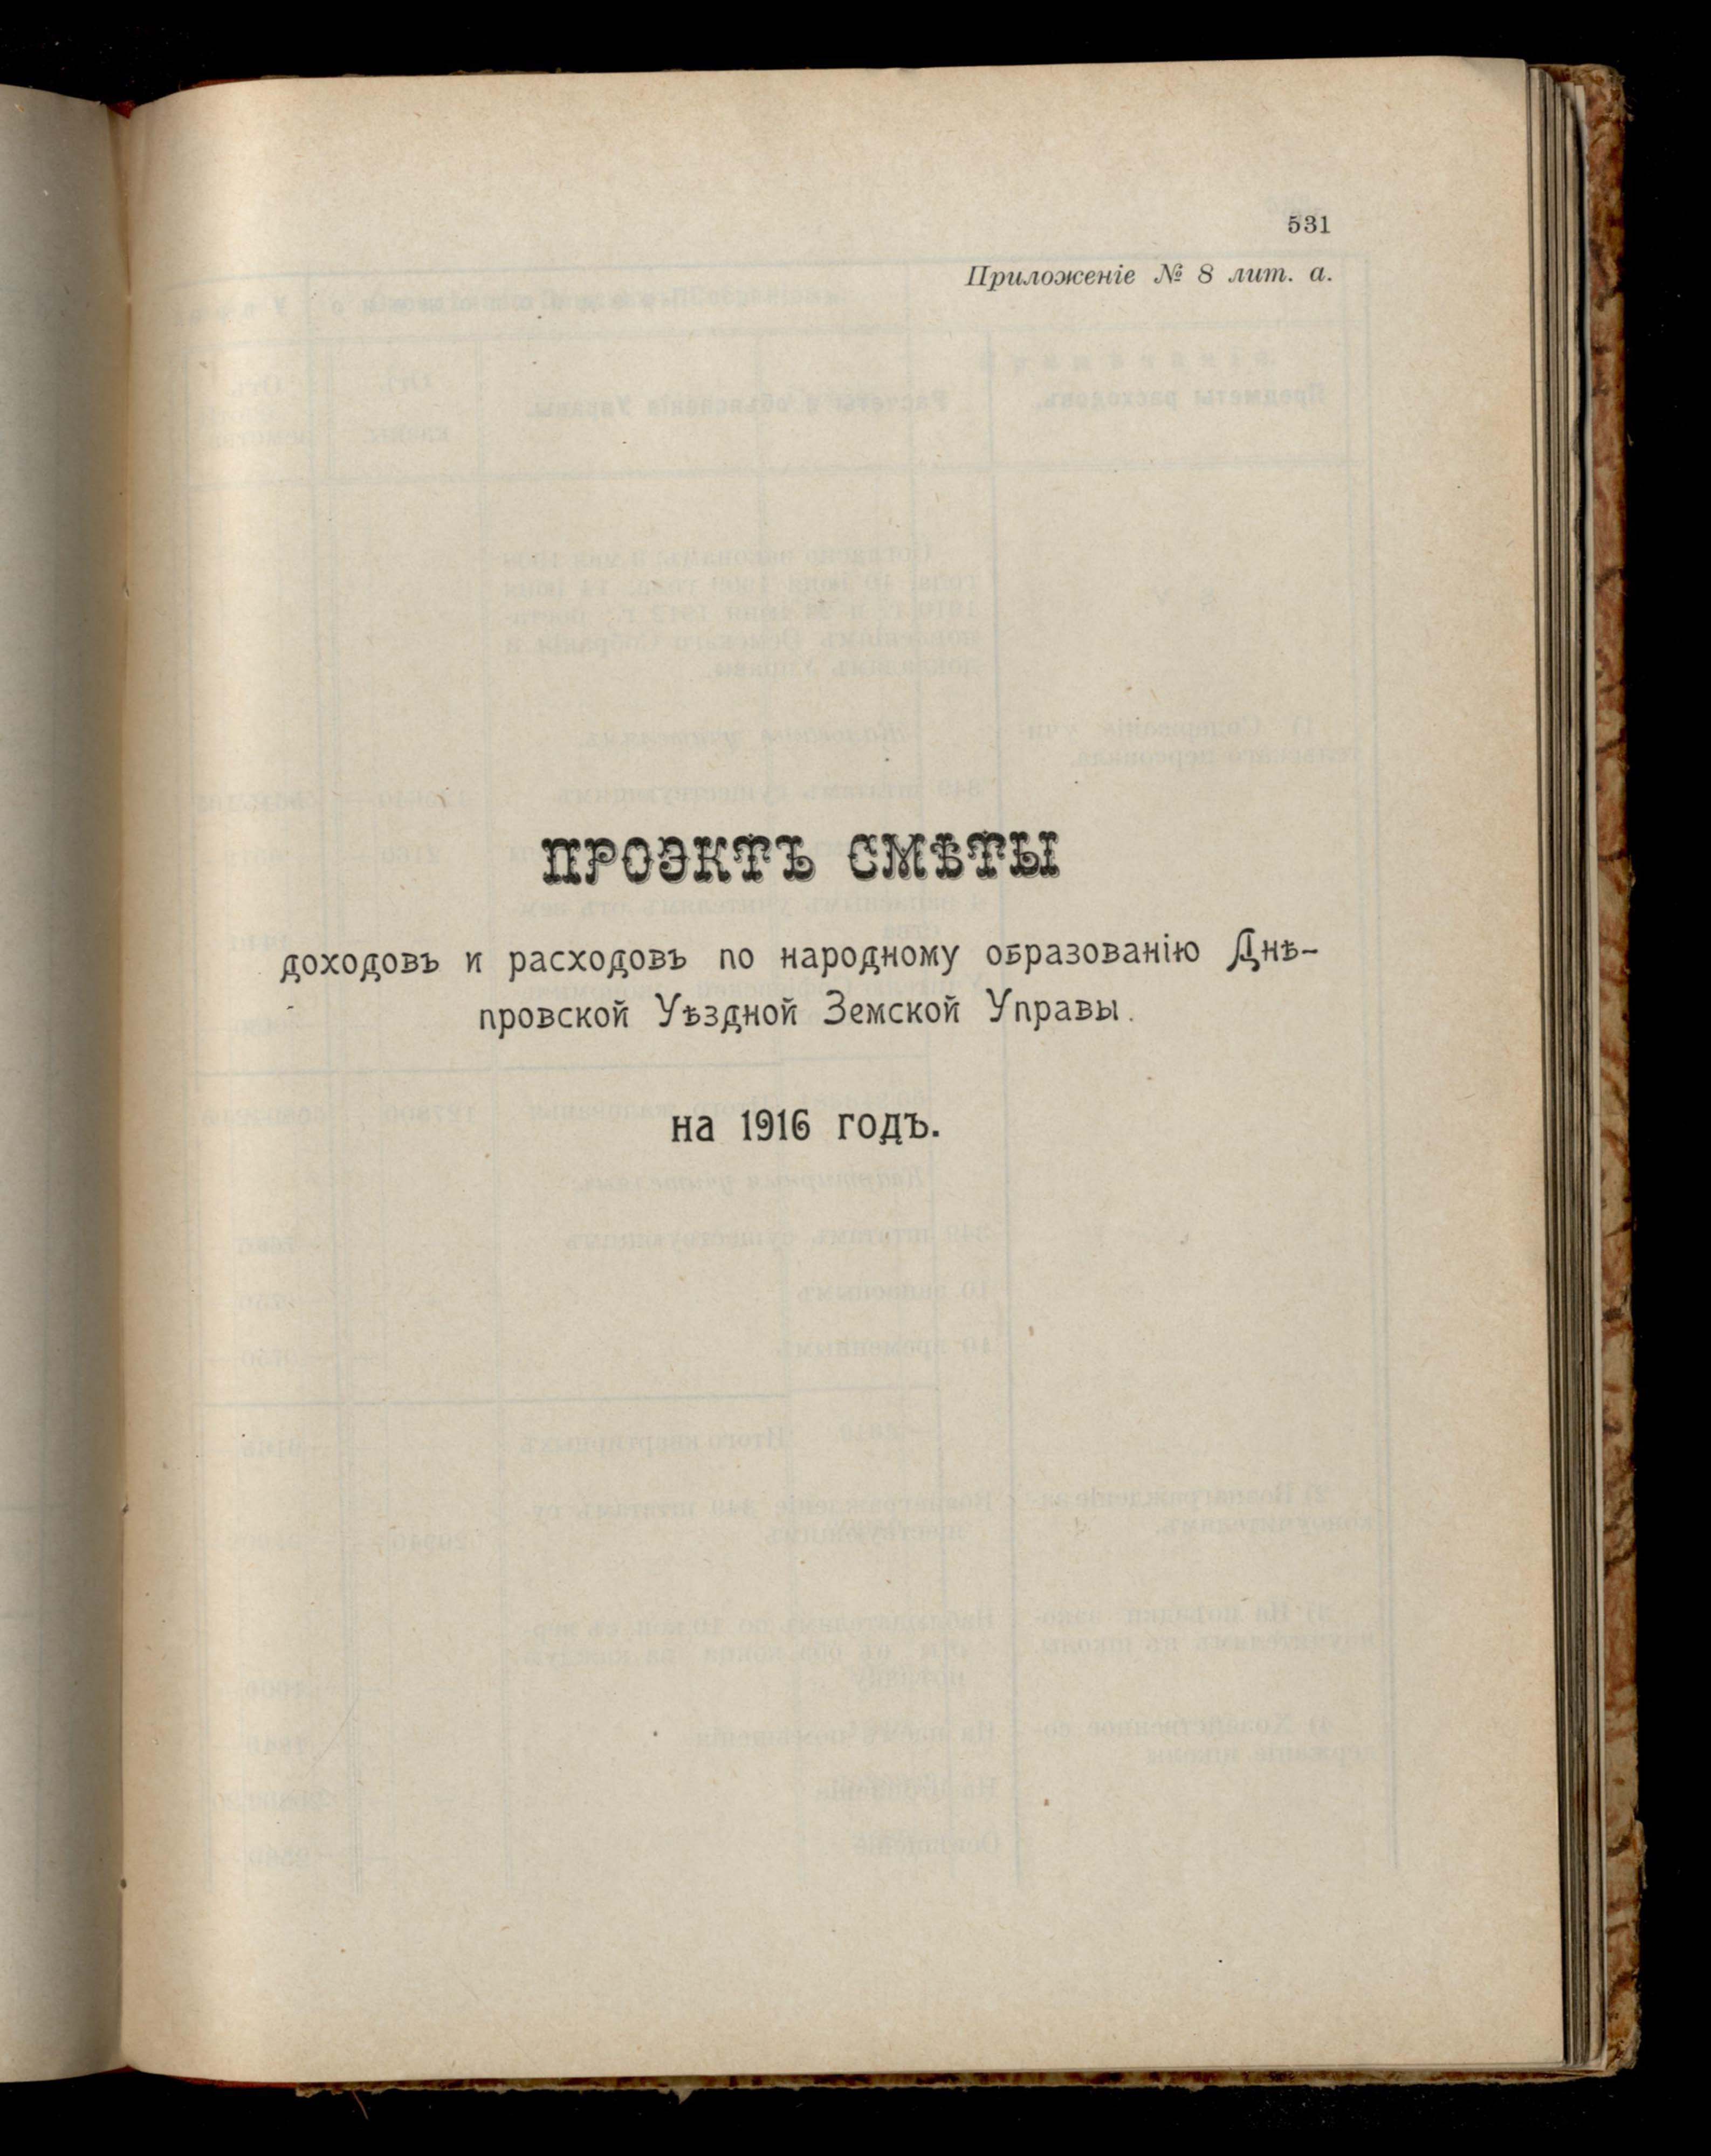 531
Приложеніе № 8 лит. а.
ПРОЭКТЪ СМѢТЫ
доходовъ и расходовъ по народному образованію Днѣ-
провской Уѣздной Земской Управы.
на 1916 годъ.